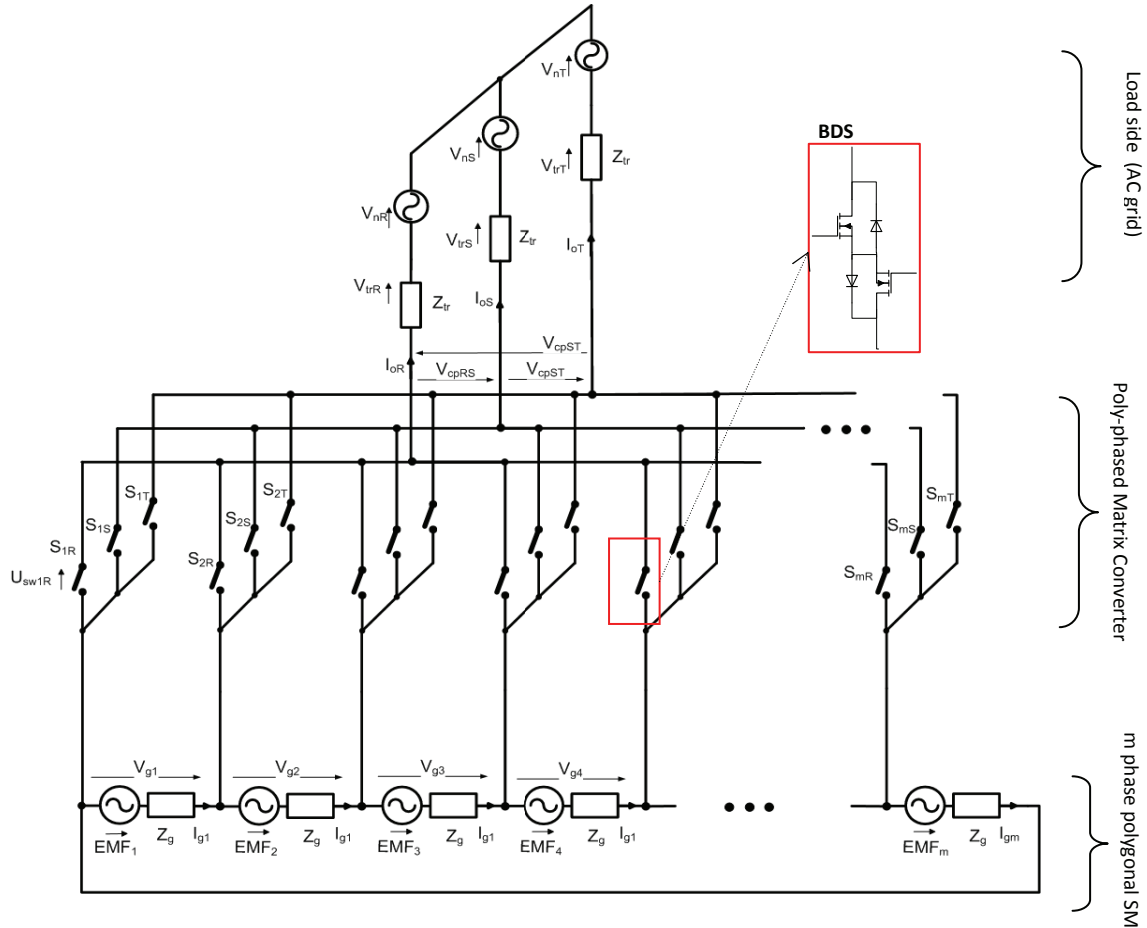 V_nT
V_nS
V_trT
Z_tr
BDS
V_nR
V_trS
Z_tr
I_oT
V_trR
Z_tr
I_oS
V_cpST
I_oR
V_cpRS
V_cpST
Load side (AC grid)
S_1T
S_2T
S_mT
S_1S
S_2S
S_mS
S_1R
S_2R
S_mR
U_sw1R
Poly-phased Matrix Converter
V_g1
V_g2
V_g3
V_g4
EMF_1
Z_g
I_g1
EMF_2
Z_g
I_g1
EMF_3
Z_g
I_g1
EMF_4
Z_g
I_g1
EMF_m
Z_g
I_gm
m phase polygonal SM